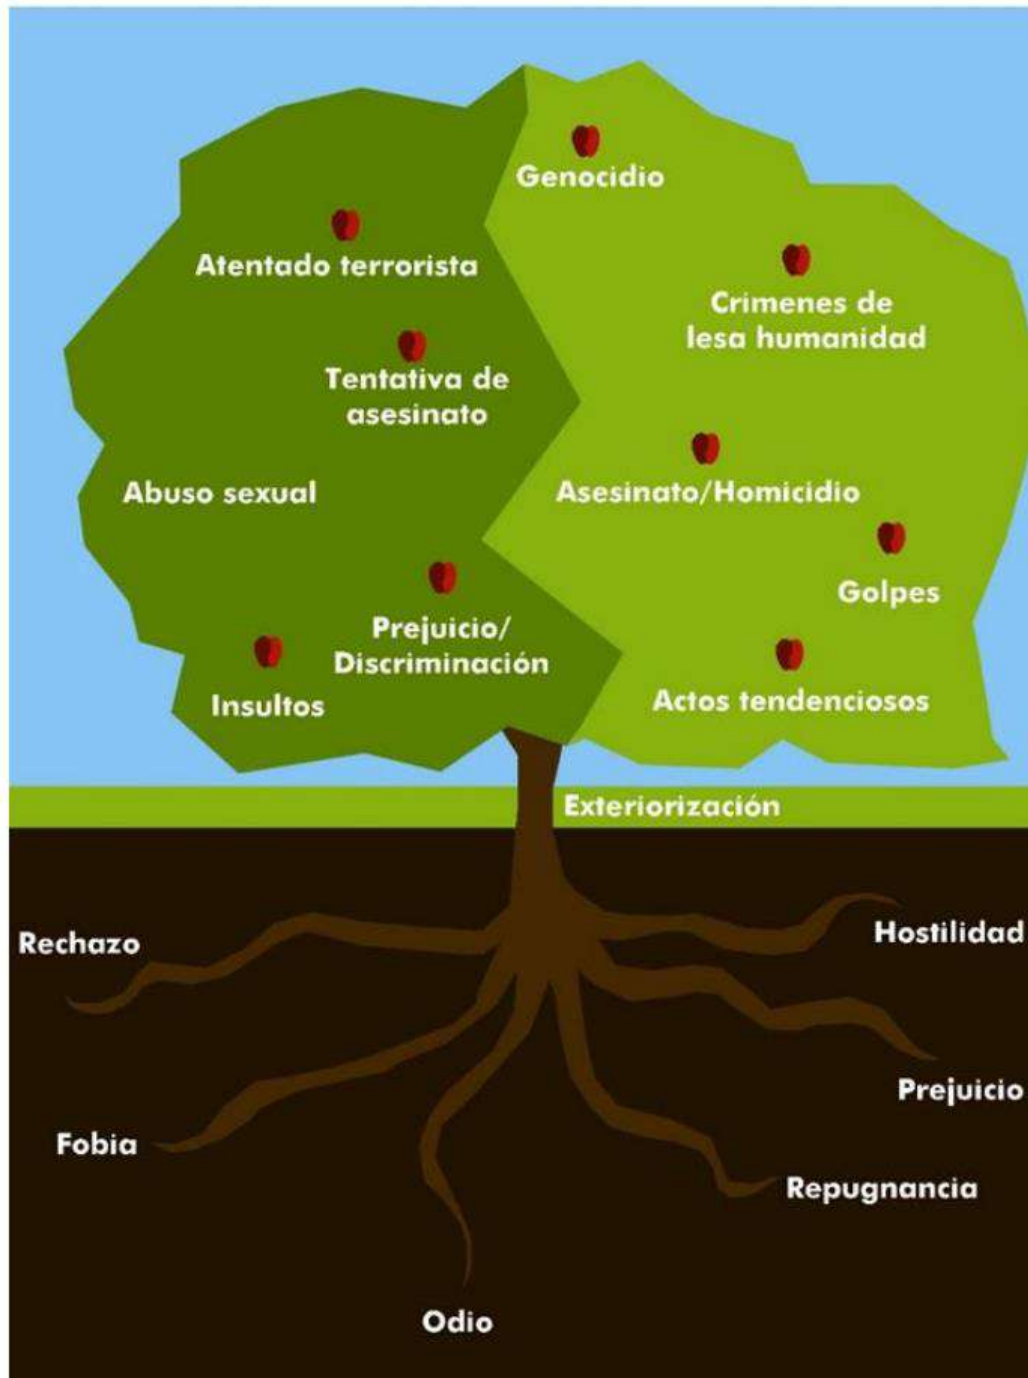 Genocidio
Atentado terrorista
Crímenes de
lesa humanidad
Tentativa de
asesinato
Abuso sexual
Asesinato/Homicidio
Golpes
Prejuicio/
Discriminación
Insultos
Actos tendenciosos
Exteriorización
Rechazo
Hostilidad
Prejuicio
Fobia
Repugnancia
Odio